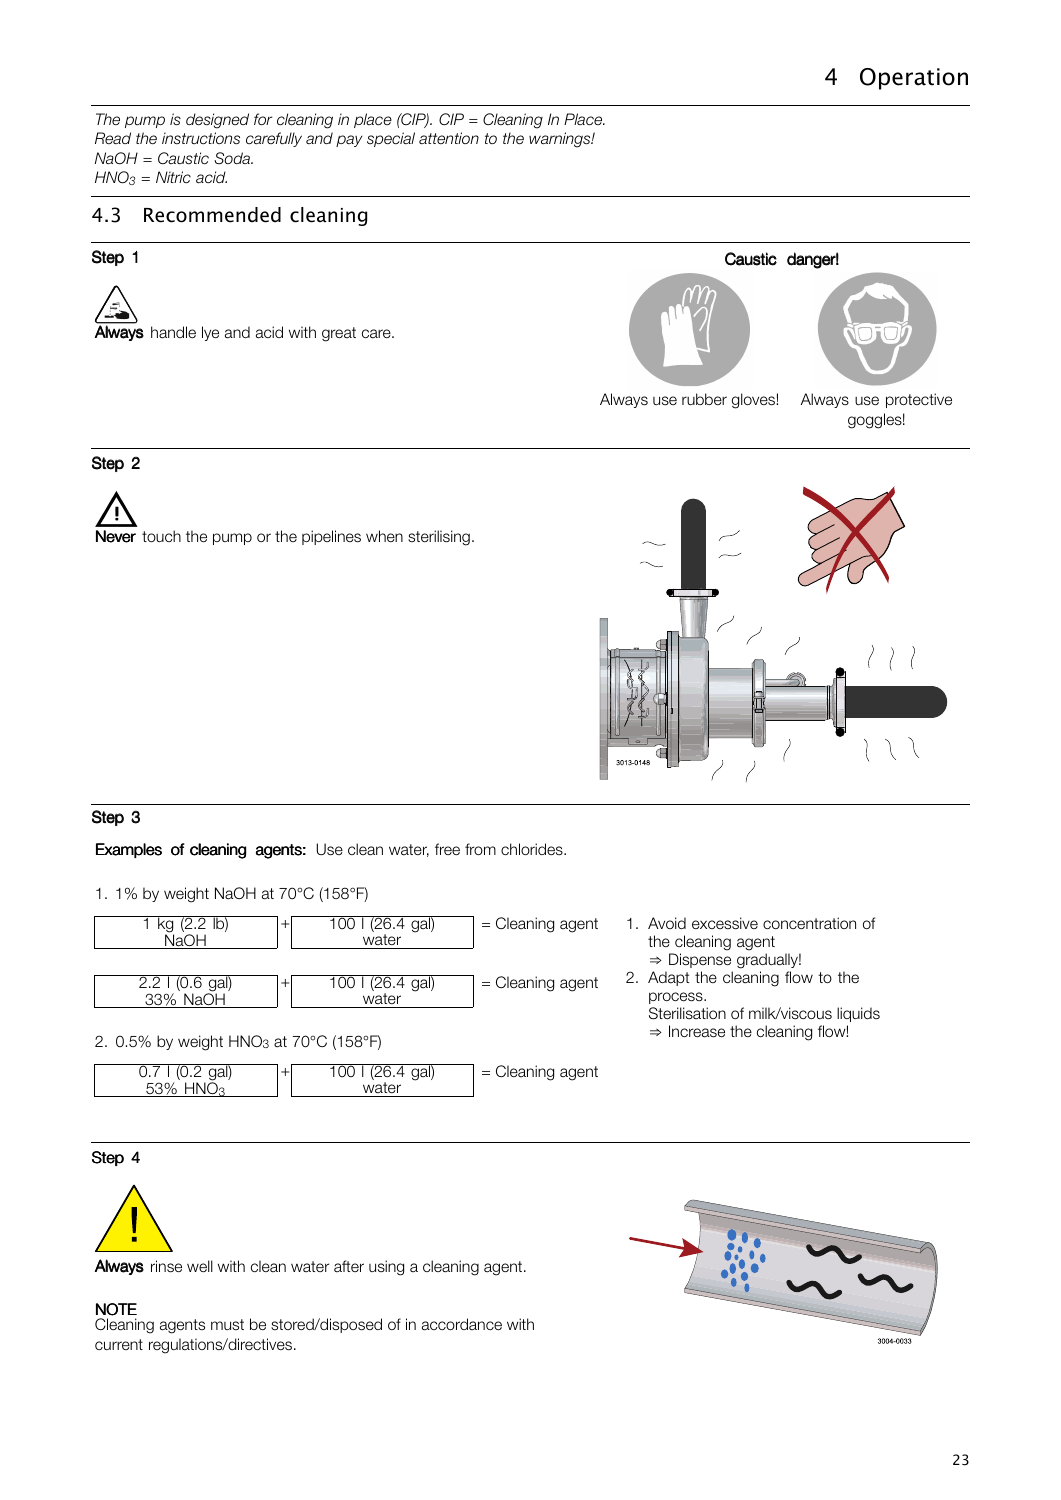 4 Operation
The pump is designed for cleaning in place (CIP). CIP = Cleaning In Place.
Read the instructions carefully and pay special attention to the warnings!
NaOH = Caustic Soda.
HNO3 = Nitric acid.
4.3 Recommended cleaning
Step 1
Always handle lye and acid with great care.
Caustic danger!
Always use rubber gloves!
Always use protective
goggles!
Step 2
Never touch the pump or the pipelines when sterilising.
3013-0148
Step 3
Examples of cleaning agents: Use clean water, free from chlorides.
1. 1% by weight NaOH at 70°C (158°F)
1 kg (2.2 lb)
NaOH
+
100 l (26.4 gal)
water
= Cleaning agent
2.2 l (0.6 gal)
33% NaOH
+
100 l (26.4 gal)
water
= Cleaning agent
2. 0.5% by weight HNO3 at 70°C (158°F)
0.7 l (0.2 gal)
53% HNO3
+
100 l (26.4 gal)
water
= Cleaning agent
1. Avoid excessive concentration of
the cleaning agent
⇒ Dispense gradually!
2. Adapt the cleaning flow to the
process.
Sterilisation of milk/viscous liquids
⇒ Increase the cleaning flow!
Step 4
Always rinse well with clean water after using a cleaning agent.
NOTE
Cleaning agents must be stored/disposed of in accordance with
current regulations/directives.
3004-0033
23